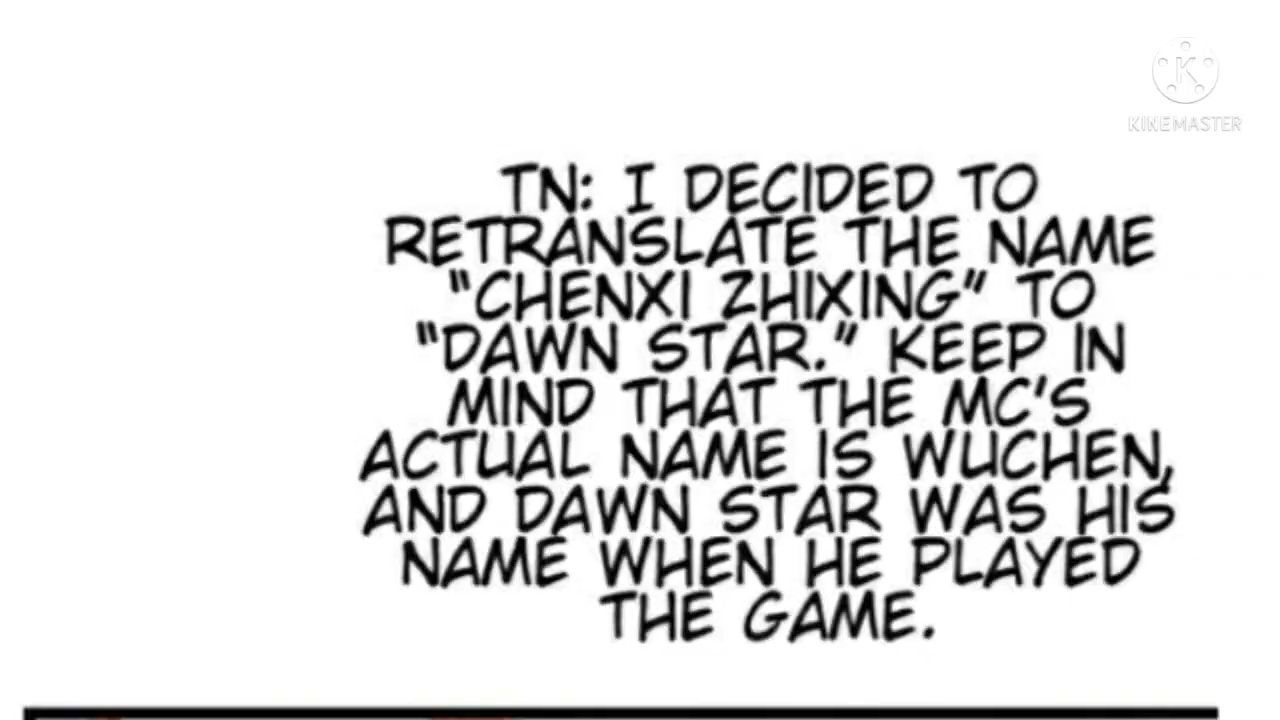 K
KINEMASTER
TN: I DECIDED TO
RETRANSLATE THE NAME
"CHENXI ZHIXING" TO
"DAWN STAR." KEEP IN
MIND THAT THE MC'S
ACTUAL NAME IS WUCHEN,
AND DAWN STAR WAS HIS
NAME WHEN HE PLAYED
THE GAME.